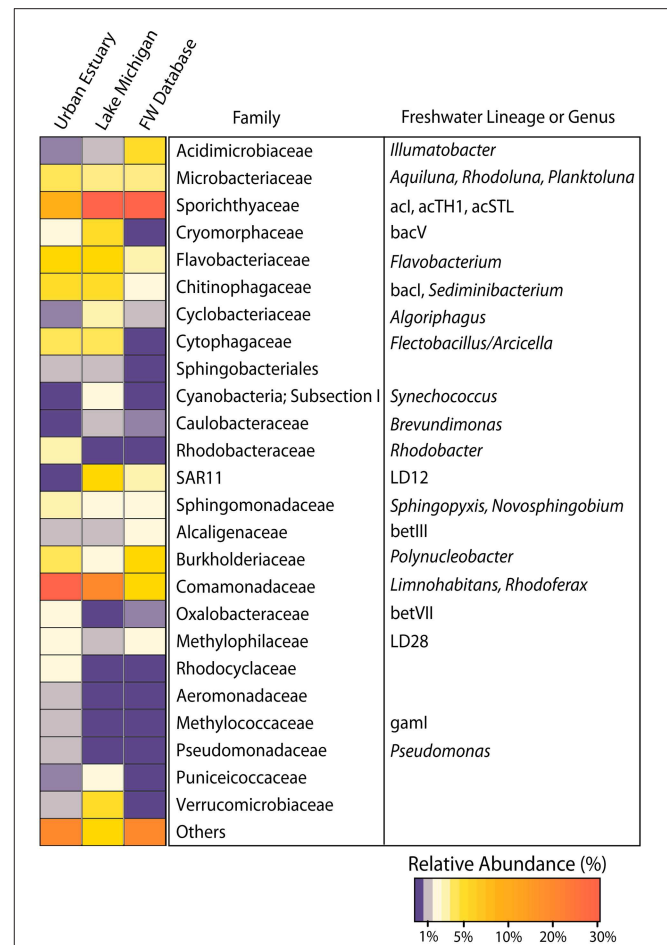 Urban Estuary
Lake Michigan
FW Database
Family Freshwater Lineage or Genus
Acidimicrobiaceae Illumatobacter
Microbacteriaceae Aquiluna, Rhodoluna, Planktoluna
Sporichthyaceae acI, acTH1, acSTL
Cryomorphaceae bacV
Flavobacteriaceae Flavobacterium
Chitinophagaceae bacI, Sediminibacterium
Cyclobacteriaceae Algoriphagus
Cytophagaceae Flectobacillus/Arcicella
Sphingobacteriales
Cyanobacteria; Subsection I Synechococcus
Caulobacteraceae Brevundimonas
Rhodobacteraceae Rhodobacter
SAR11 LD12
Sphingomonadaceae Sphingopyxis, Novosphingobium
Alcaligenaceae betIII
Burkholderiaceae Polynucleobacter
Comamonadaceae Limnohabitans, Rhodoferax
Oxalobacteraceae betVII
Methylophilaceae LD28
Rhodocyclaceae
Aeromonadaceae
Methylococcaceae gamI
Pseudomonadaceae Pseudomonas
Puniceicoccaceae
Verrucomicrobiaceae
Others
Relative Abundance (%)
1% 5% 10% 20% 30%